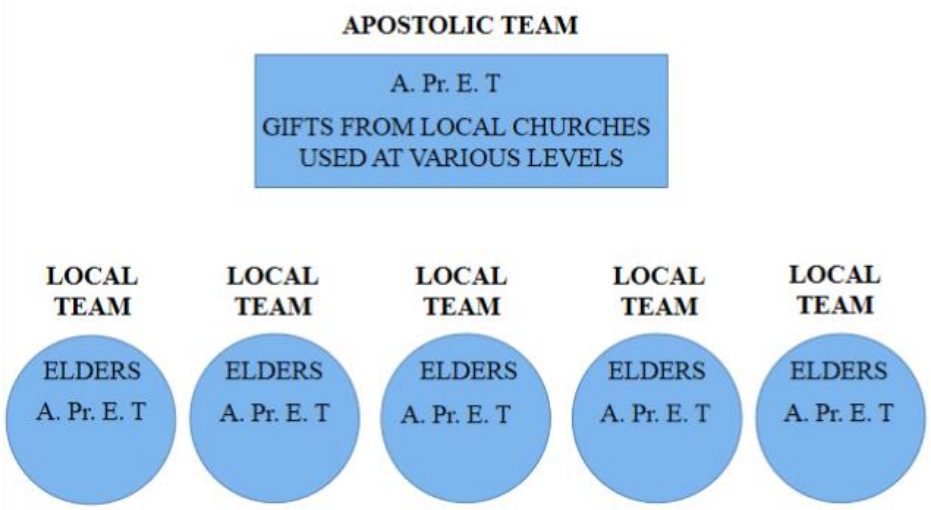 APOSTOLIC TEAM
A. Pr. E. T
GIFTS FROM LOCAL CHURCHES
USED AT VARIOUS LEVELS
LOCAL
TEAM
ELDERS
A. Pr. E. T
LOCAL
TEAM
ELDERS
A. Pr. E. T
LOCAL
TEAM
ELDERS
A. Pr. E. T
LOCAL
TEAM
ELDERS
A. Pr. E. T
LOCAL
TEAM
ELDERS
A. Pr. E. T